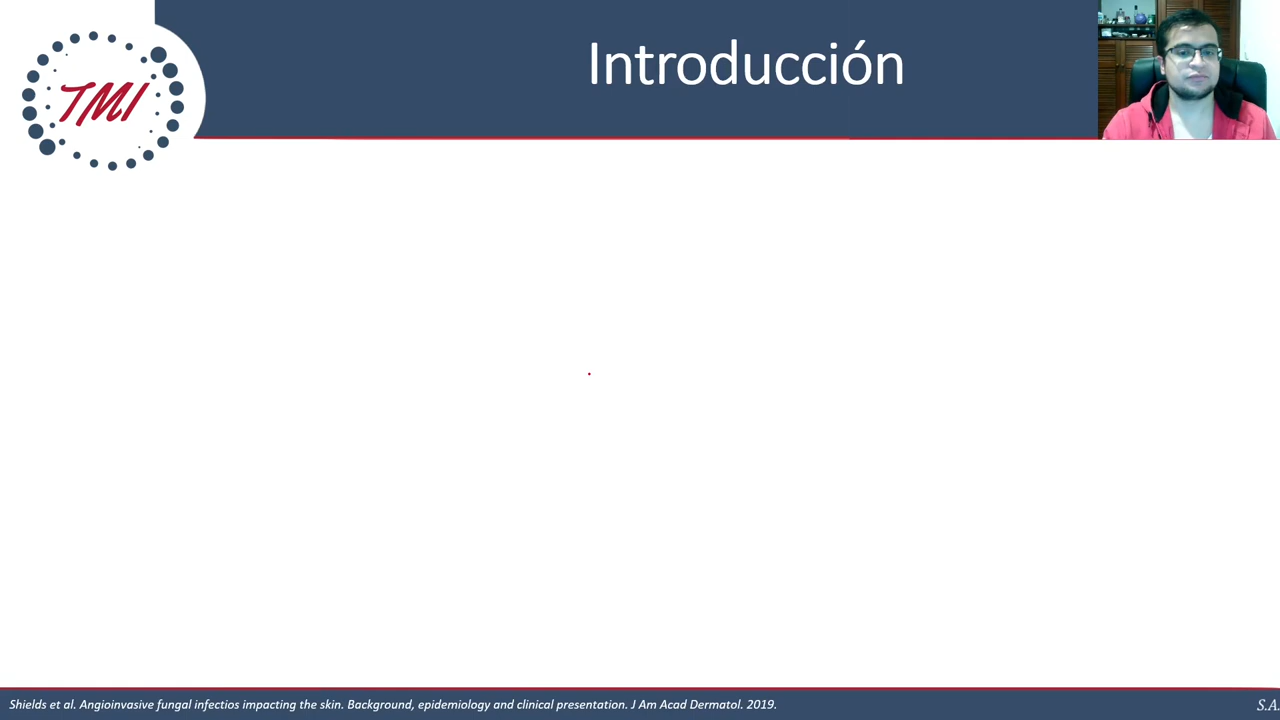 Introducción
TMI
Shields et al. Angioinvasive fungal infectios impacting the skin. Background, epidemiology and clinical presentation. J Am Acad Dermatol. 2019.
S.A.